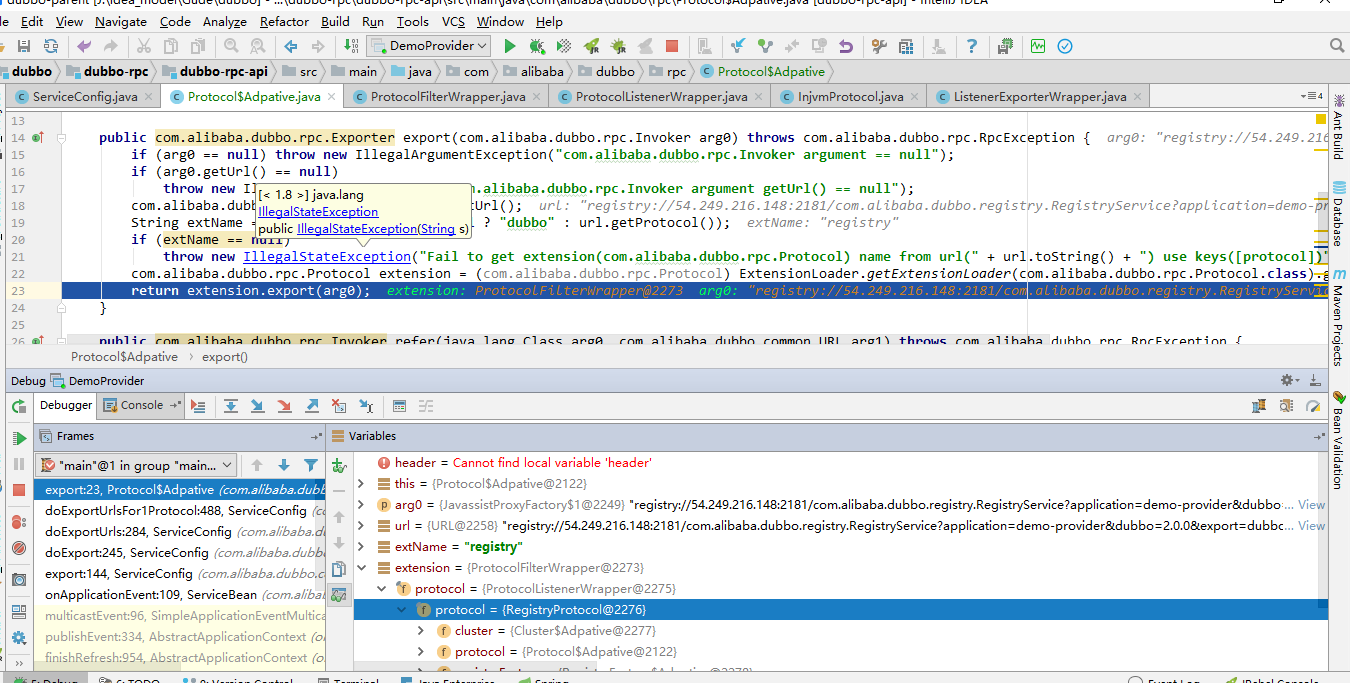 dubbo-parent [J:\idea_model\Gude\dubbo] - ...\dubbo-rpc\dubbo-rpc-api\src\main\java\com\alibaba\dubbo\rpc\Protocol$Adpative.java [dubbo-rpc-api] - IntelliJ IDEA
Edit View Navigate Code Analyze Refactor Build Run Tools VCS Window Help
DemoProvider
dubbo dubbo-rpc dubbo-rpc-api src main java com alibaba dubbo rpc Protocol$Adpative
ServiceConfig.java Protocol$Adpative.java ProtocolFilterWrapper.java ProtocolListenerWrapper.java InjvmProtocol.java ListenerExporterWrapper.java 4
13
14 public com.alibaba.dubbo.rpc.Exporter export(com.alibaba.dubbo.rpc.Invoker arg0) throws com.alibaba.dubbo.rpc.RpcException { arg0: "registry://54.249.216
15 if (arg0 == null) throw new IllegalArgumentException("com.alibaba.dubbo.rpc.Invoker argument == null");
16 if (arg0.getUrl() == null)
17 throw new Il .alibaba.dubbo.rpc.Invoker argument getUrl() == null");
[< 1.8 >] java.lang
IllegalStateException
public IllegalStateException(String s)
18 com.aliba Url(); url: "registry://54.249.216.148:2181/com.alibaba.dubbo.registry.RegistryService?application=demo-pr
19 String extName = ? "dubbo" : url.getProtocol()); extName: "registry"
20 if (extName == null)
21 throw new IllegalStateException("Fail to get extension(com.alibaba.dubbo.rpc.Protocol) name from url(" + url.toString() + ") use keys([protocol])"
22 com.alibaba.dubbo.rpc.Protocol extension = (com.alibaba.dubbo.rpc.Protocol) ExtensionLoader.getExtensionLoader(com.alibaba.dubbo.rpc.Protocol.class).
23 return extension.export(arg0); extension: ProtocolFilterWrapper@2273 arg0: "registry://54.249.216.148:2181/com.alibaba.dubbo.registry.RegistryServic
24 }
25
26 public com.alibaba.dubbo.rpc.Invoker refer(java.lang.Class arg0, com.alibaba.dubbo.common.URL arg1) throws com.alibaba.dubbo.rpc.RpcException {
Protocol$Adpative export()
Ant Build
Database
Maven Projects
Bean Validation
Debug DemoProvider
Debugger Console
Frames
"main"@1 in group "main...
export:23, Protocol$Adpative (com.alibaba.dubb
doExportUrlsFor1Protocol:488, ServiceConfig (co
doExportUrls:284, ServiceConfig (com.alibaba.du
doExport:245, ServiceConfig (com.alibaba.dubb
export:144, ServiceConfig (com.alibaba.dubbo.c
onApplicationEvent:109, ServiceBean (com.alibab
multicastEvent:96, SimpleApplicationEventMultica
publishEvent:334, AbstractApplicationContext (o
finishRefresh:954, AbstractApplicationContext (or
Variables
header = Cannot find local variable 'header'
this = {Protocol$Adpative@2122}
arg0 = {JavassistProxyFactory$1@2249} "registry://54.249.216.148:2181/com.alibaba.dubbo.registry.RegistryService?application=demo-provider&dubbo... View
url = {URL@2258} "registry://54.249.216.148:2181/com.alibaba.dubbo.registry.RegistryService?application=demo-provider&dubbo=2.0.0&export=dubbc... View
extName = "registry"
extension = {ProtocolFilterWrapper@2273}
protocol = {ProtocolListenerWrapper@2275}
protocol = {RegistryProtocol@2276}
cluster = {Cluster$Adpative@2277}
protocol = {Protocol$Adpative@2122}
5: Debug 6: TODO 9: Version Control Terminal Java Enterprise Spring Event Log JRebel Console